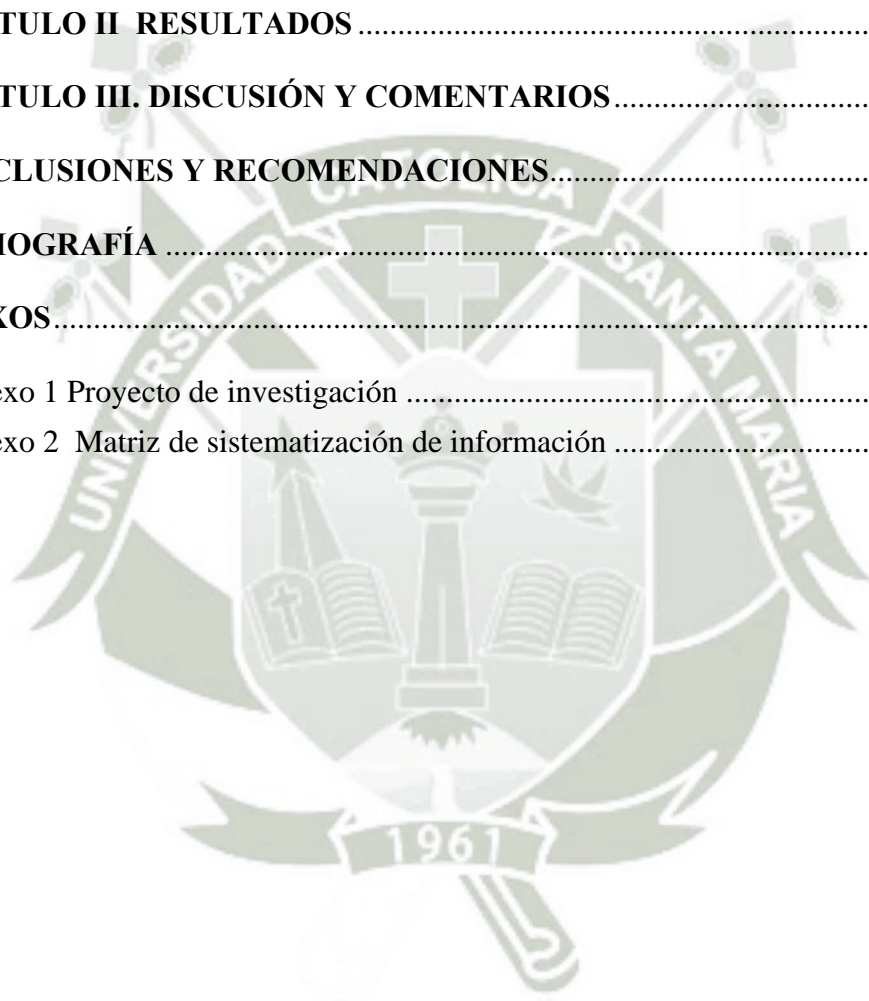 TULO II  RESULTADOS ................................................................
TULO III. DISCUSIÓN Y COMENTARIOS ................................
CLUSIONES Y RECOMENDACIONES ........................................
IOGRAFÍA .........................................................................................
XOS .......................................................................................................
exo 1 Proyecto de investigación ..........................................................
exo 2  Matriz de sistematización de información ................................
UNIVERSIDAD CATOLICA SANTA MARIA
1961